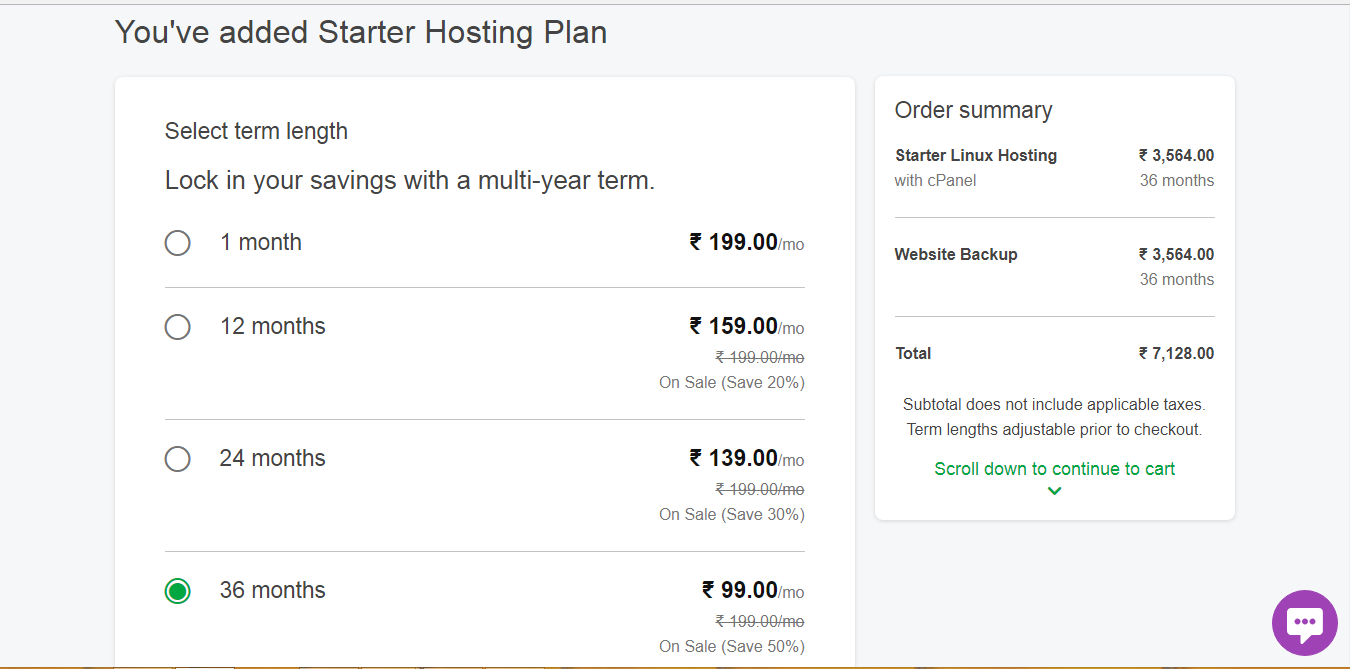 You've added Starter Hosting Plan
Select term length
Lock in your savings with a multi-year term.
1 month ₹ 199.00/mo
12 months ₹ 159.00/mo
₹ 199.00/mo
On Sale (Save 20%)
24 months ₹ 139.00/mo
₹ 199.00/mo
On Sale (Save 30%)
36 months ₹ 99.00/mo
₹ 199.00/mo
On Sale (Save 50%)
Order summary
Starter Linux Hosting ₹ 3,564.00
with cPanel 36 months
Website Backup ₹ 3,564.00
36 months
Total ₹ 7,128.00
Subtotal does not include applicable taxes.
Term lengths adjustable prior to checkout.
Scroll down to continue to cart